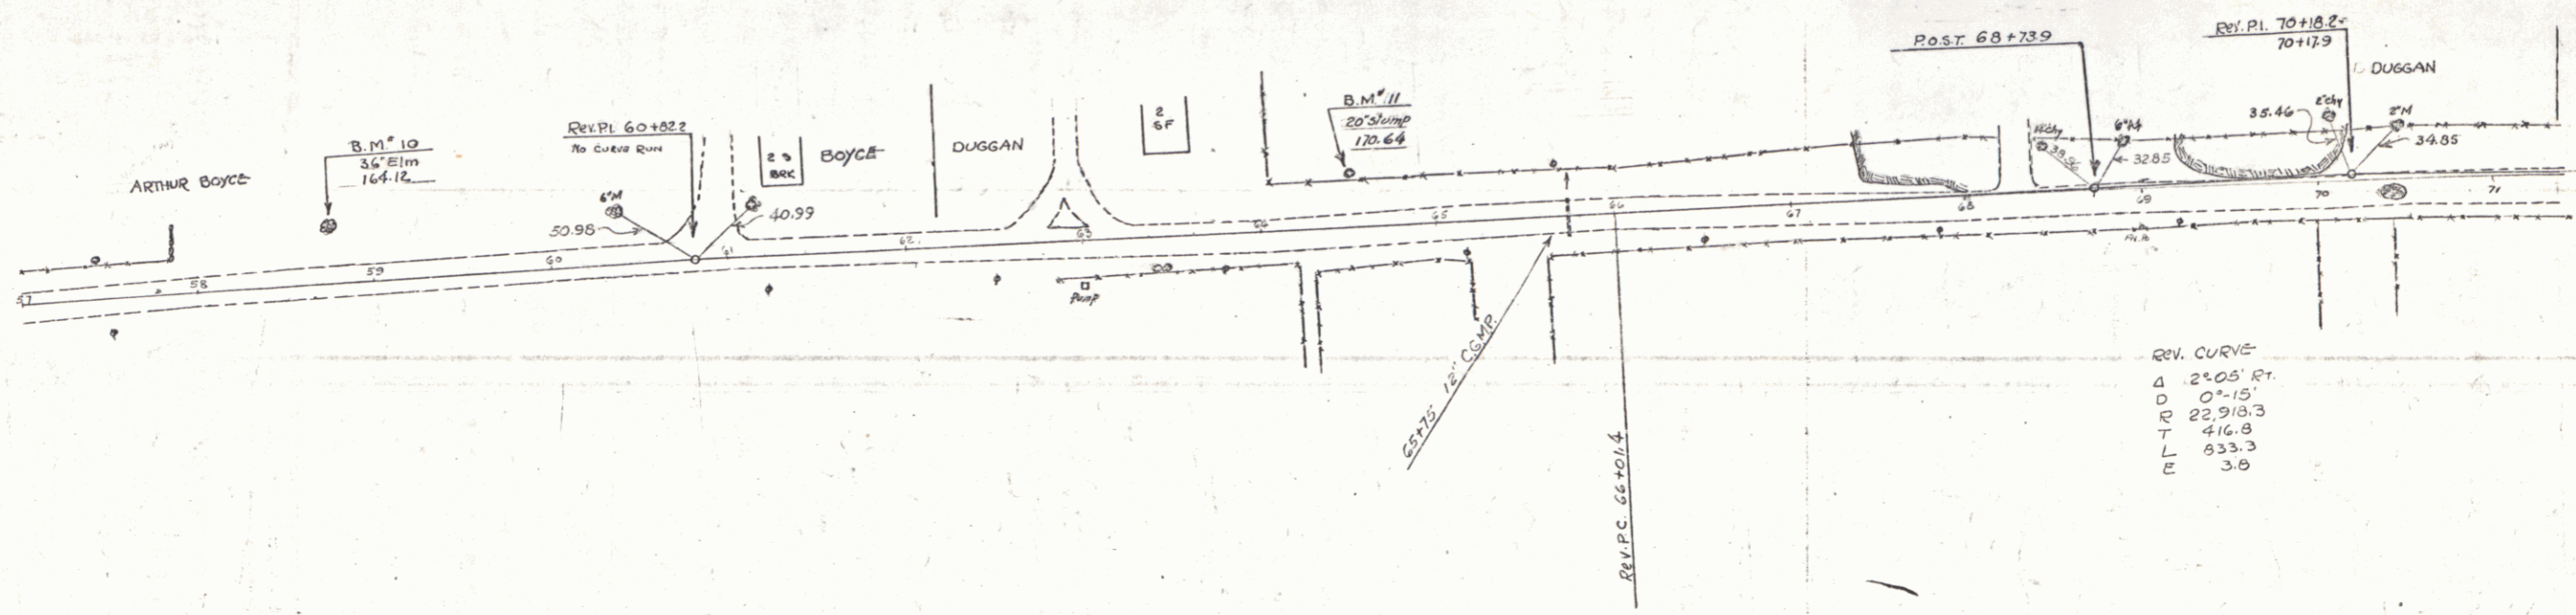 ARTHUR BOYCE
B.M.# 10
36" Elm
164.12
Rev. P.I. 60+82.2
No CURVE RUN
6"M
50.98
40.99
2 S
BRK
BOYCE
DUGGAN
2
SF
B.M.# 11
20" Stump
170.64
P.O.S.T. 68+73.9
Rev. P.I. 70+18.2=
70+17.9
DUGGAN
6"M
32.85
35.46
2"chy
2"M
34.85
57
58
59
60
61
62
63
64
65
66
67
68
69
70
71
Pump
65+75 12" C.G.M.P.
Rev. P.C. 66+01.4
REV. CURVE
Δ 2°-05' RT.
D 0°-15'
R 22,918.3
T 416.8
L 833.3
E 3.8